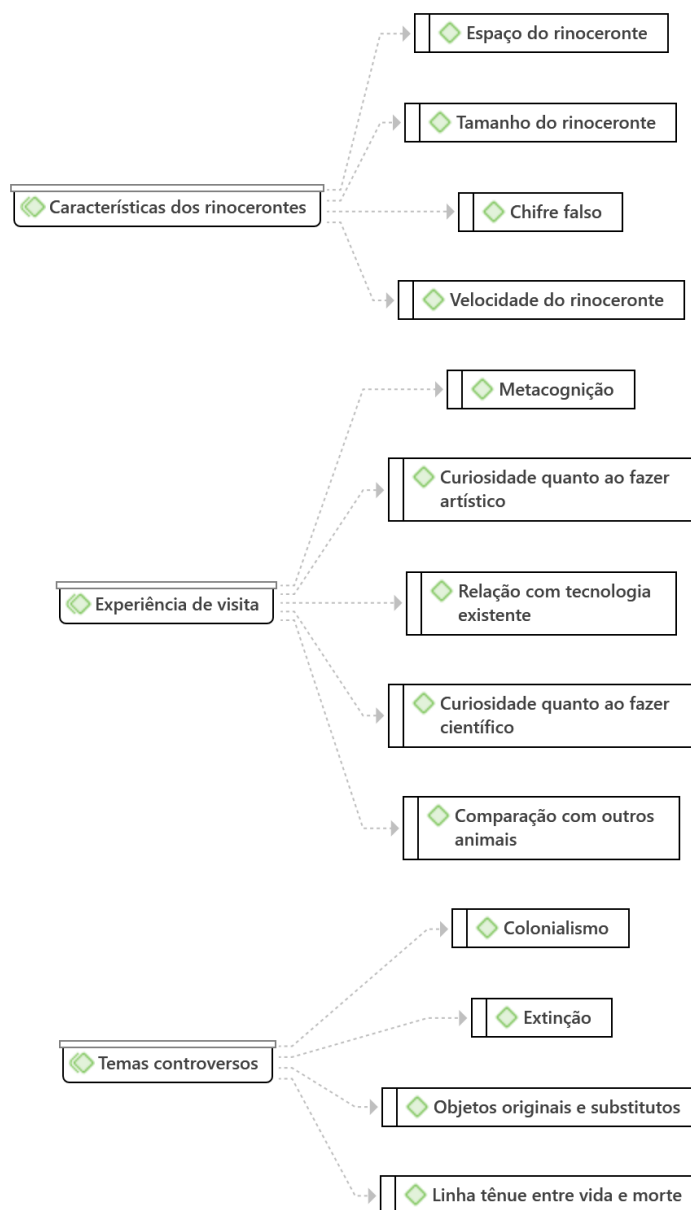 Espaço do rinoceronte
Tamanho do rinoceronte
Características dos rinocerontes
Chifre falso
Velocidade do rinoceronte
Metacognição
Curiosidade quanto ao fazer
artístico
Experiência de visita
Relação com tecnologia
existente
Curiosidade quanto ao fazer
científico
Comparação com outros
animais
Colonialismo
Extinção
Temas controversos
Objetos originais e substitutos
Linha tênue entre vida e morte